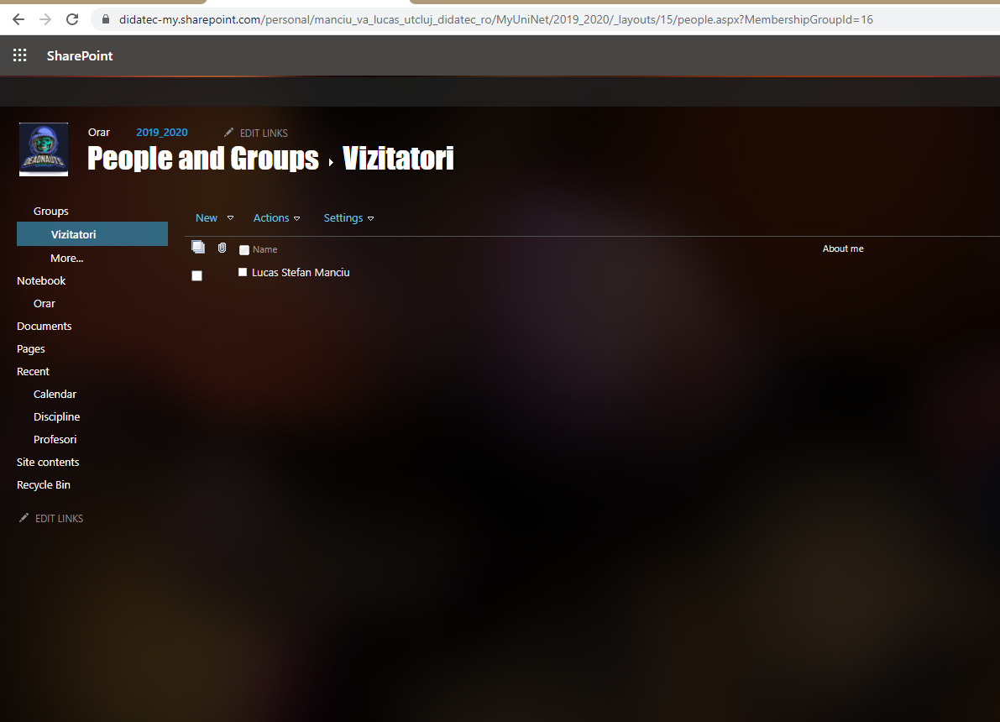 didatec-my.sharepoint.com/personal/manciu_va_lucas_utcluj_didatec_ro/MyUniNet/2019_2020/_layouts/15/people.aspx?MembershipGroupId=16
SharePoint
Orar 2019_2020 EDIT LINKS
DEADNAUTS
People and Groups Vizitatori
Groups
Vizitatori
More...
Notebook
Orar
Documents
Pages
Recent
Calendar
Discipline
Profesori
Site contents
Recycle Bin
EDIT LINKS
New Actions Settings
Name About me
Lucas Stefan Manciu